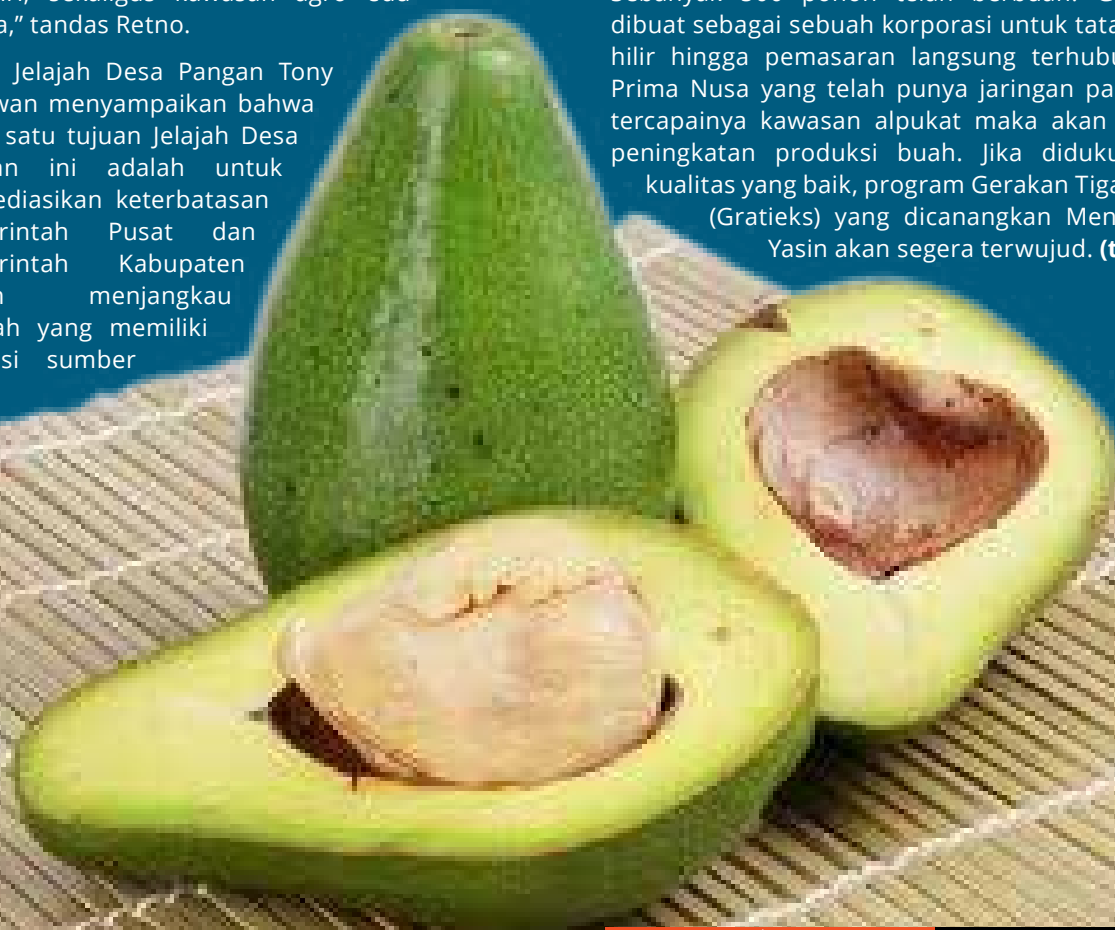 a,” tandas Retno.
Jelajah Desa Pangan Tony
wan menyampaikan bahwa
satu tujuan Jelajah Desa
an ini adalah untuk
ediasikan keterbatasan
rintah Pusat dan
rintah Kabupaten
menjangkau
ah yang memiliki
si sumber
dibuat sebagai sebuah korporasi untuk tata
hilir hingga pemasaran langsung terhubu
Prima Nusa yang telah punya jaringan pa
tercapainya kawasan alpukat maka akan
peningkatan produksi buah. Jika diduku
kualitas yang baik, program Gerakan Tiga
(Gratieks) yang dicanangkan Men
Yasin akan segera terwujud. (t